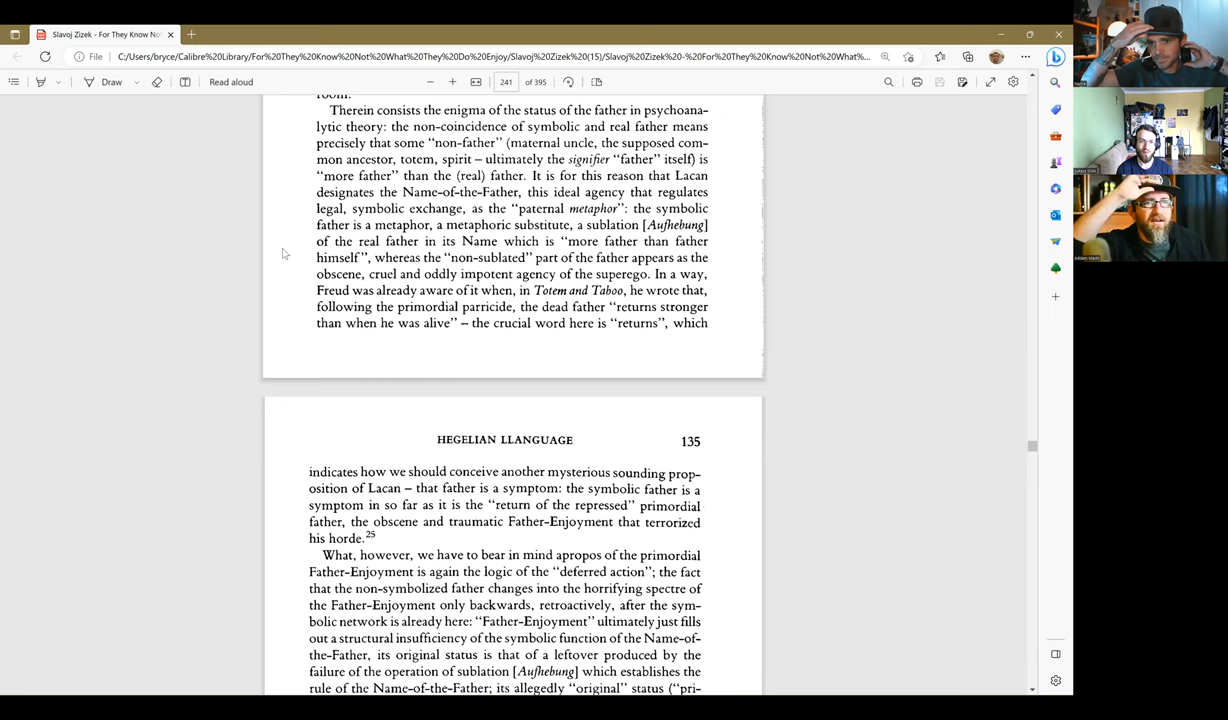 Slavoj Zizek - For They Know Not
File
C:/Users/bryce/Calibre%20Library/For%20They%20Know%20Not%20What%20They%20Do%20Enjoy/Slavoj%20Zizek%20(15)/Slavoj%20Zizek%20-%20For%20They%20Know%20Not%20What%20They%20Do%...
Draw
Read aloud
241 of 395
room.
Therein consists the enigma of the status of the father in psychoana-
lytic theory: the non-coincidence of symbolic and real father means
precisely that some “non-father” (maternal uncle, the supposed com-
mon ancestor, totem, spirit – ultimately the signifier “father” itself) is
“more father” than the (real) father. It is for this reason that Lacan
designates the Name-of-the-Father, this ideal agency that regulates
legal, symbolic exchange, as the “paternal metaphor”: the symbolic
father is a metaphor, a metaphoric substitute, a sublation [Aufhebung]
of the real father in its Name which is “more father than father
himself”, whereas the “non-sublated” part of the father appears as the
obscene, cruel and oddly impotent agency of the superego. In a way,
Freud was already aware of it when, in Totem and Taboo, he wrote that,
following the primordial parricide, the dead father “returns stronger
than when he was alive” – the crucial word here is “returns”, which
HEGELIAN LLANGUAGE 135
indicates how we should conceive another mysterious sounding prop-
osition of Lacan – that father is a symptom: the symbolic father is a
symptom in so far as it is the “return of the repressed” primordial
father, the obscene and traumatic Father-Enjoyment that terrorized
his horde.25
What, however, we have to bear in mind apropos of the primordial
Father-Enjoyment is again the logic of the “deferred action”; the fact
that the non-symbolized father changes into the horrifying spectre of
the Father-Enjoyment only backwards, retroactively, after the sym-
bolic network is already here: “Father-Enjoyment” ultimately just fills
out a structural insufficiency of the symbolic function of the Name-of-
the-Father, its original status is that of a leftover produced by the
failure of the operation of sublation [Aufhebung] which establishes the
rule of the Name-of-the-Father; its allegedly “original” status (“pri-